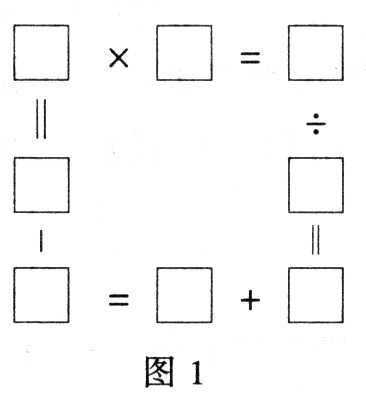 □ × □ = □
‖ ÷
□ □
| ‖
□ = □ + □
图 1